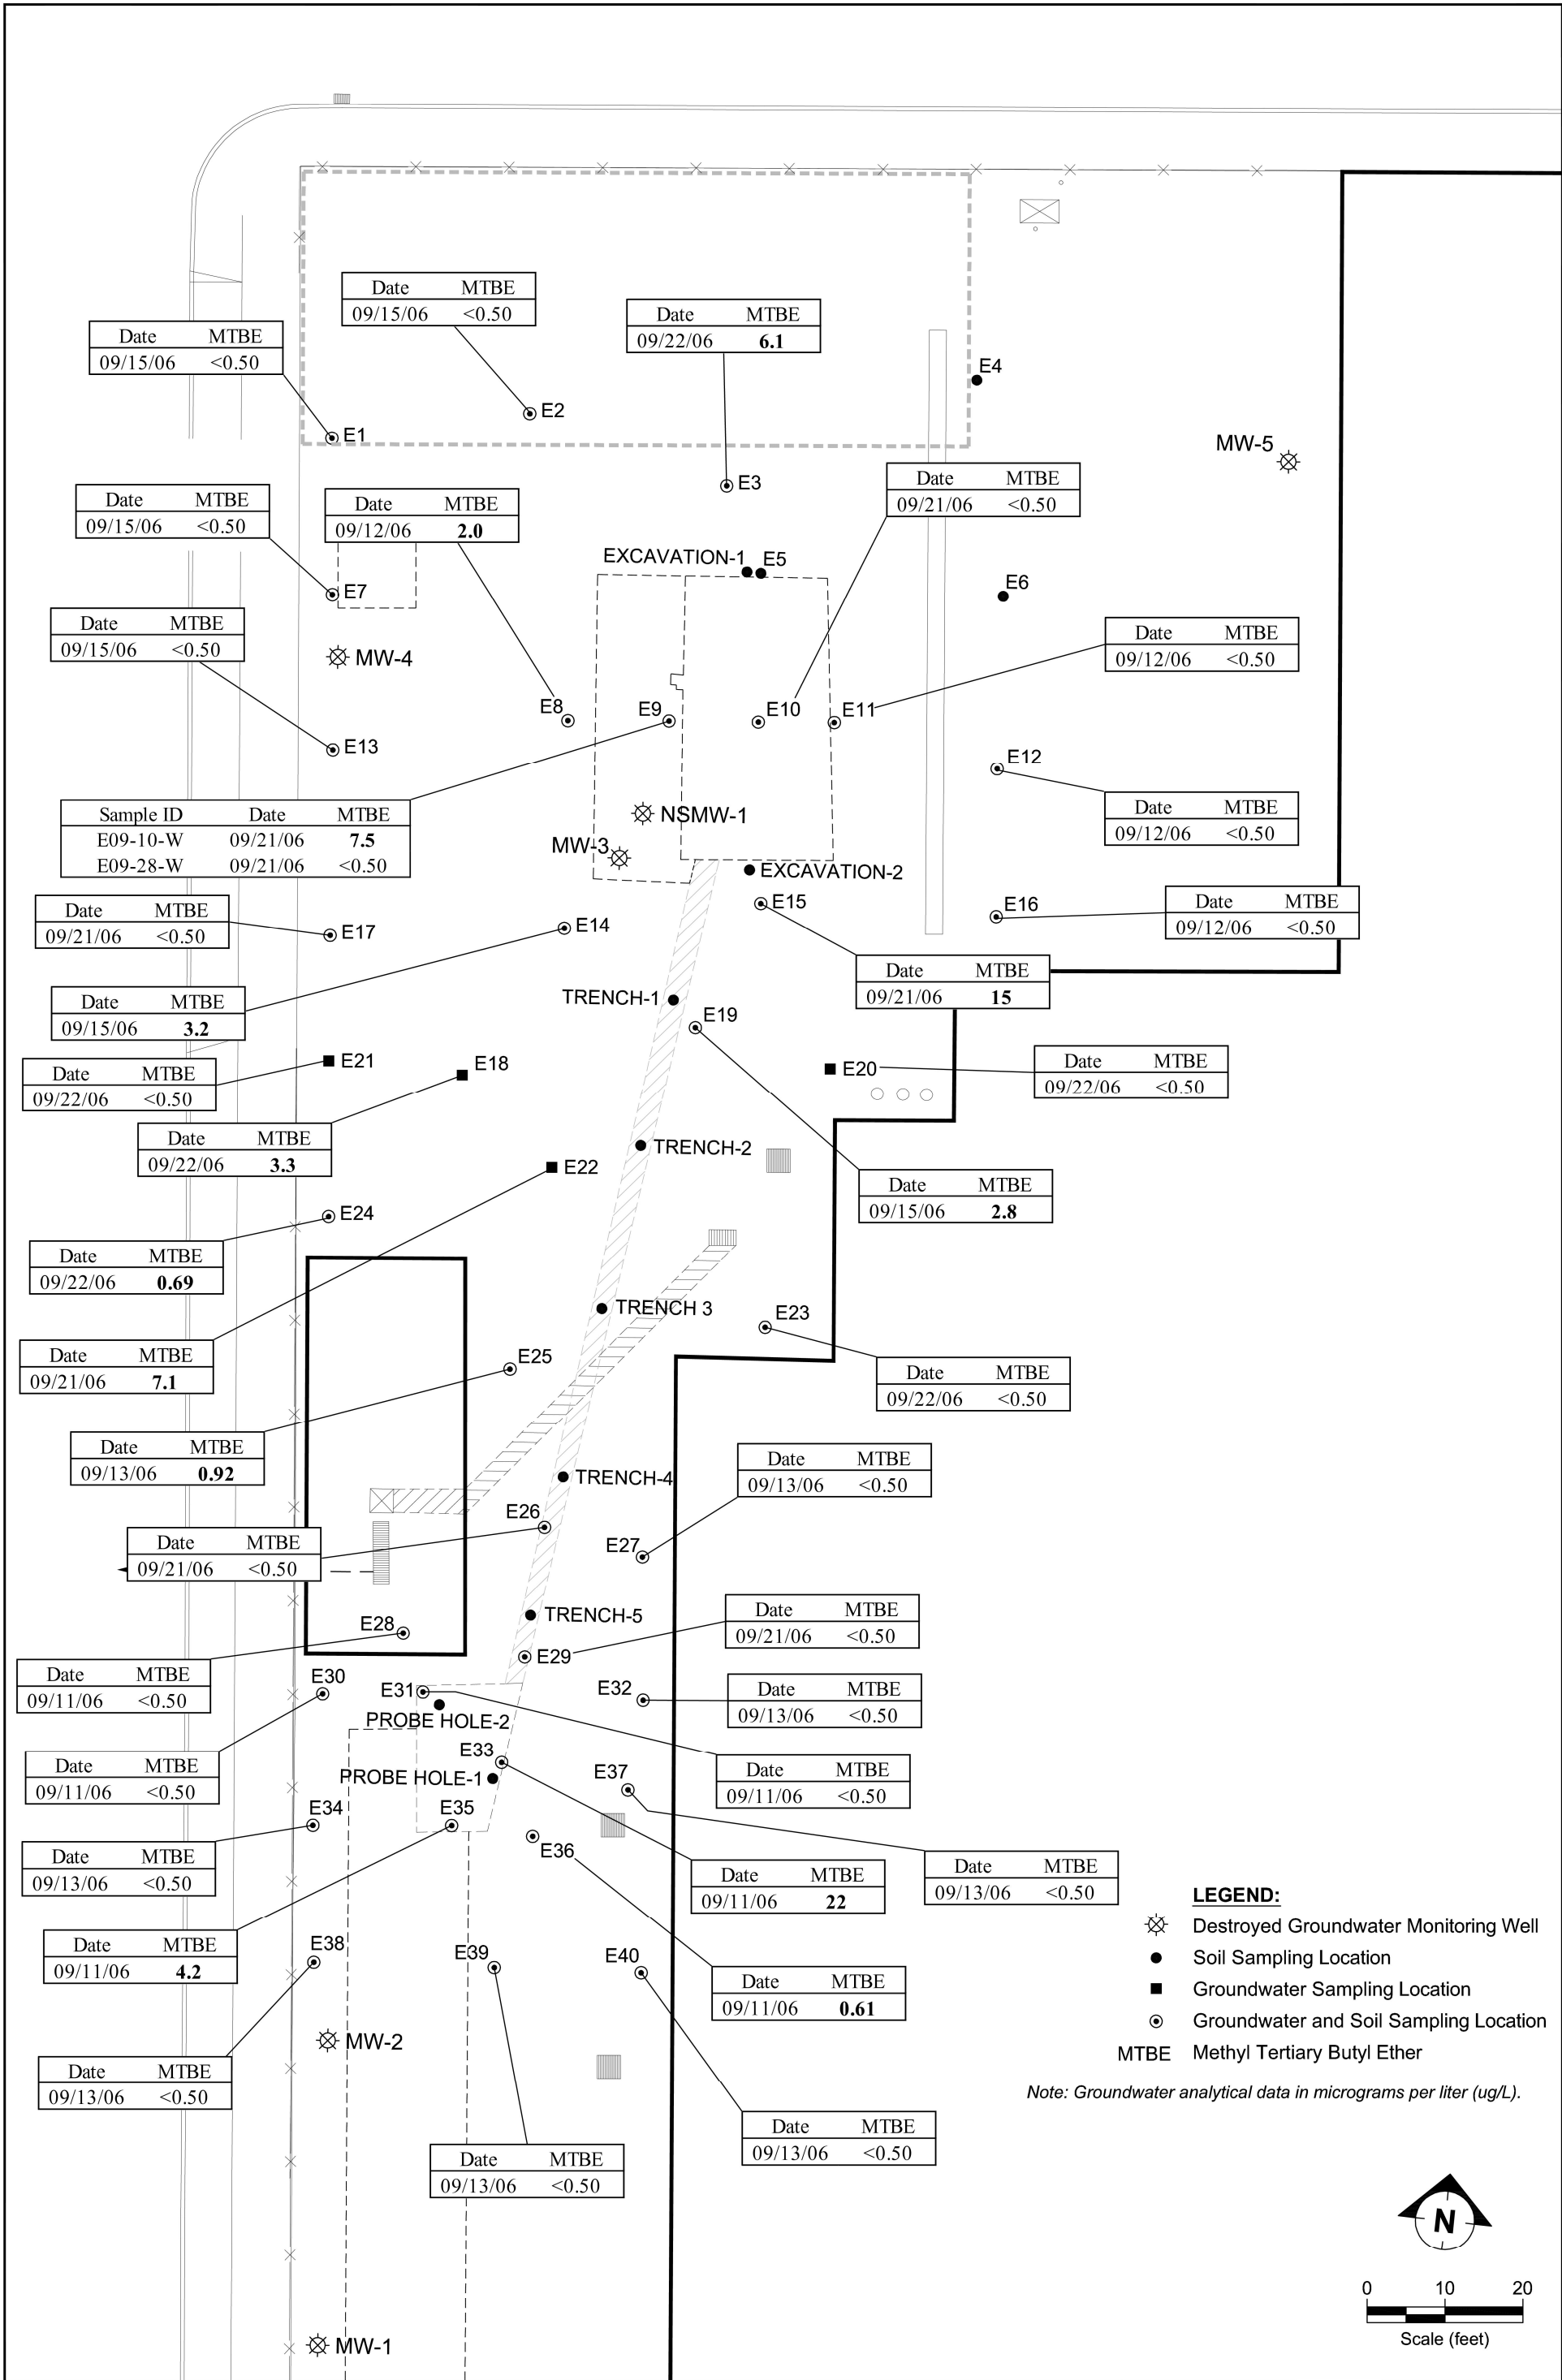 Date MTBE
09/15/06 <0.50
Date MTBE
09/22/06 6.1
Date MTBE
09/15/06 <0.50
E4
E2
E1
MW-5
E3
Date MTBE
09/21/06 <0.50
Date MTBE
09/15/06 <0.50
Date MTBE
09/12/06 2.0
EXCAVATION-1
E5
E6
E7
Date MTBE
09/15/06 <0.50
Date MTBE
09/12/06 <0.50
MW-4
E8
E9
E10
E11
E13
E12
Date MTBE
09/12/06 <0.50
Sample ID Date MTBE
E09-10-W 09/21/06 7.5
E09-28-W 09/21/06 <0.50
NSMW-1
MW-3
EXCAVATION-2
E15
E16
Date MTBE
09/12/06 <0.50
Date MTBE
09/21/06 <0.50
E17
E14
Date MTBE
09/21/06 15
Date MTBE
09/15/06 3.2
TRENCH-1
E19
E21
E18
E20
Date MTBE
09/22/06 <0.50
Date MTBE
09/22/06 <0.50
Date MTBE
09/22/06 3.3
TRENCH-2
E22
Date MTBE
09/15/06 2.8
E24
Date MTBE
09/22/06 0.69
TRENCH 3
E23
Date MTBE
09/21/06 7.1
E25
Date MTBE
09/22/06 <0.50
Date MTBE
09/13/06 0.92
TRENCH-4
Date MTBE
09/13/06 <0.50
E26
Date MTBE
09/21/06 <0.50
E27
TRENCH-5
E28
Date MTBE
09/21/06 <0.50
E29
Date MTBE
09/11/06 <0.50
E30
E31
E32
Date MTBE
09/13/06 <0.50
PROBE HOLE-2
E33
Date MTBE
09/11/06 <0.50
Date MTBE
09/11/06 <0.50
PROBE HOLE-1
E37
E34
E35
E36
Date MTBE
09/13/06 <0.50
Date MTBE
09/11/06 22
Date MTBE
09/13/06 <0.50
Date MTBE
09/11/06 4.2
E38
E39
E40
Date MTBE
09/11/06 0.61
MW-2
Date MTBE
09/13/06 <0.50
Date MTBE
09/13/06 <0.50
Date MTBE
09/13/06 <0.50
MW-1
LEGEND:
Destroyed Groundwater Monitoring Well
Soil Sampling Location
Groundwater Sampling Location
Groundwater and Soil Sampling Location
MTBE Methyl Tertiary Butyl Ether
Note: Groundwater analytical data in micrograms per liter (ug/L).
N
0 10 20
Scale (feet)